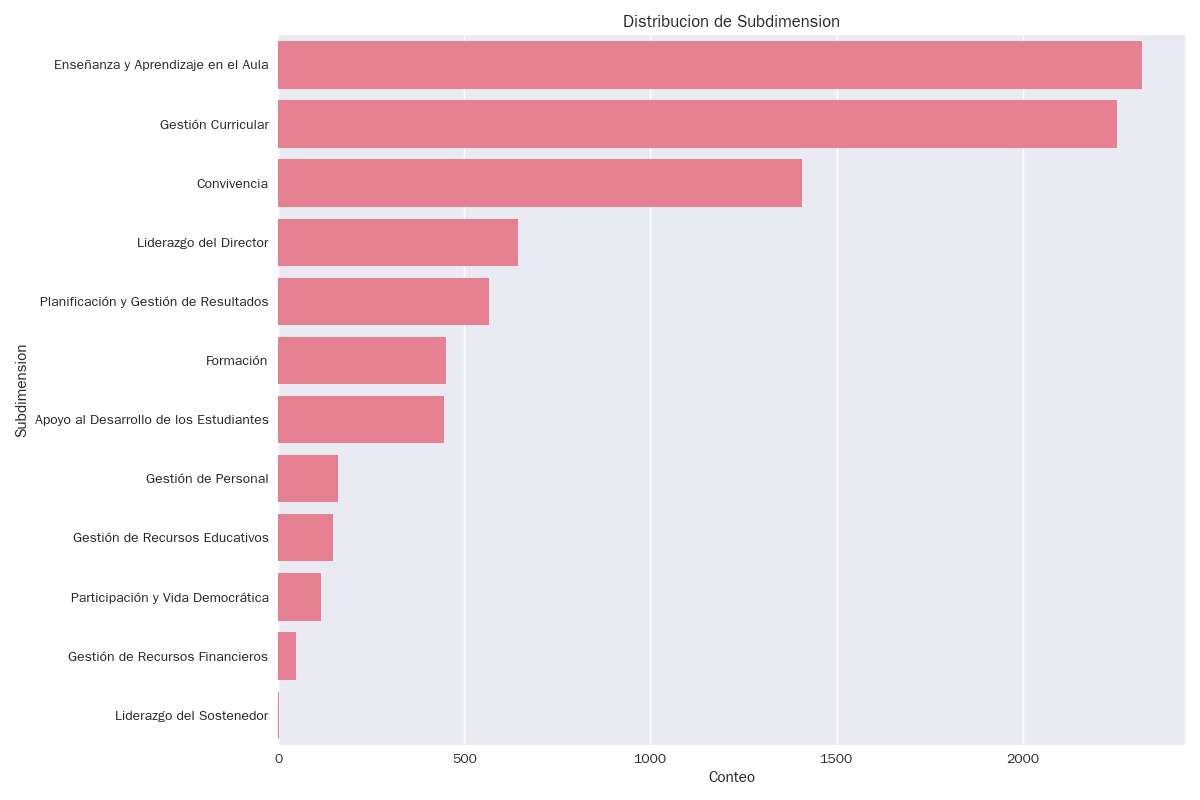 Distribucion de Subdimension
Enseñanza y Aprendizaje en el Aula
Gestión Curricular
Convivencia
Liderazgo del Director
Planificación y Gestión de Resultados
Formación
Apoyo al Desarrollo de los Estudiantes
Gestión de Personal
Gestión de Recursos Educativos
Participación y Vida Democrática
Gestión de Recursos Financieros
Liderazgo del Sostenedor
Subdimension
0 500 1000 1500 2000
Conteo